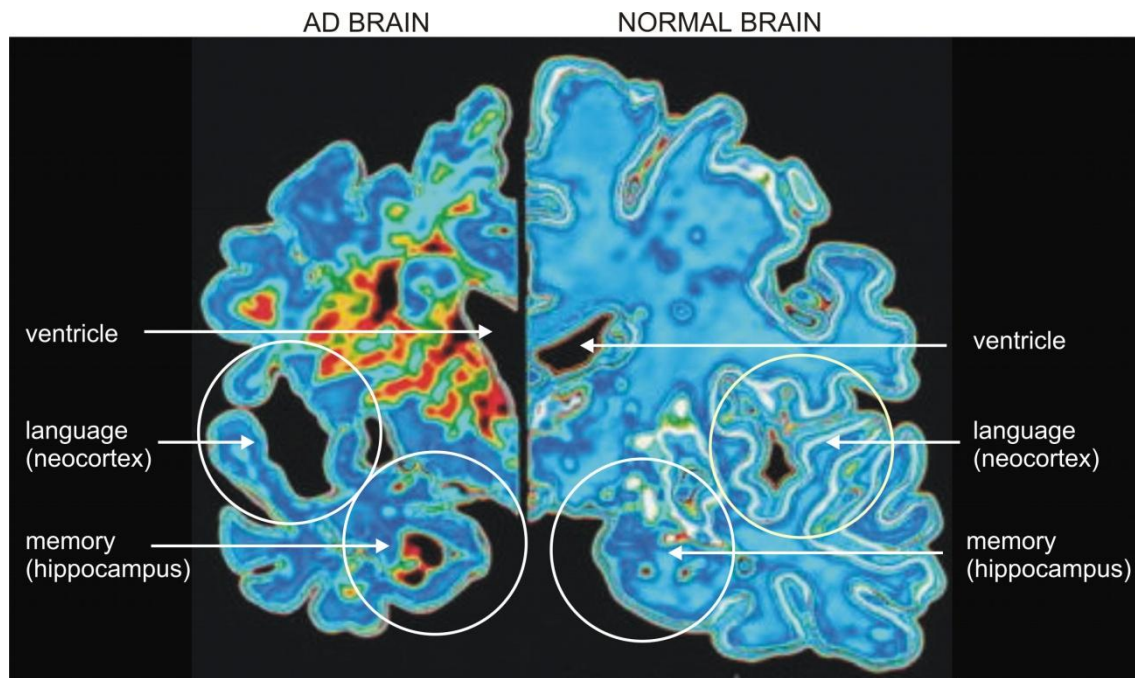 AD BRAIN
NORMAL BRAIN
ventricle
language
(neocortex)
memory
(hippocampus)
ventricle
language
(neocortex)
memory
(hippocampus)